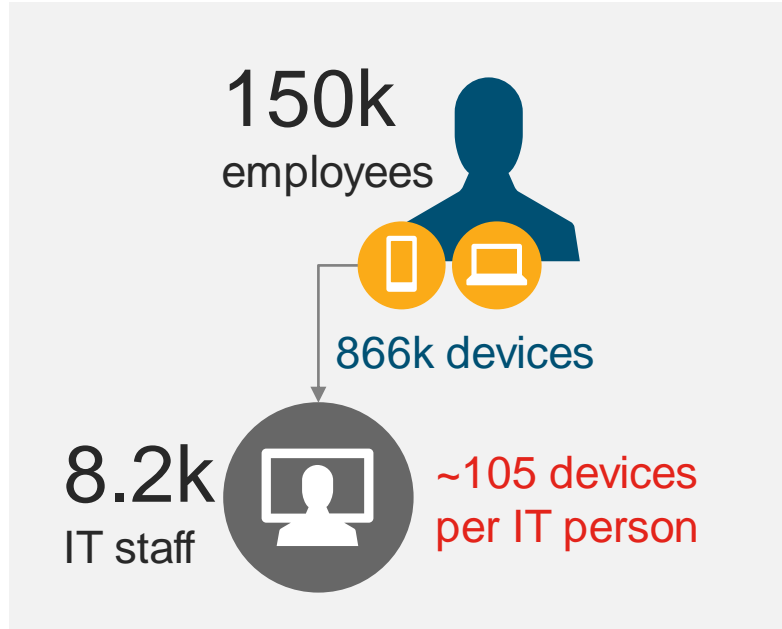 150k
employees
866k devices
8.2k
IT staff
~105 devices
per IT person